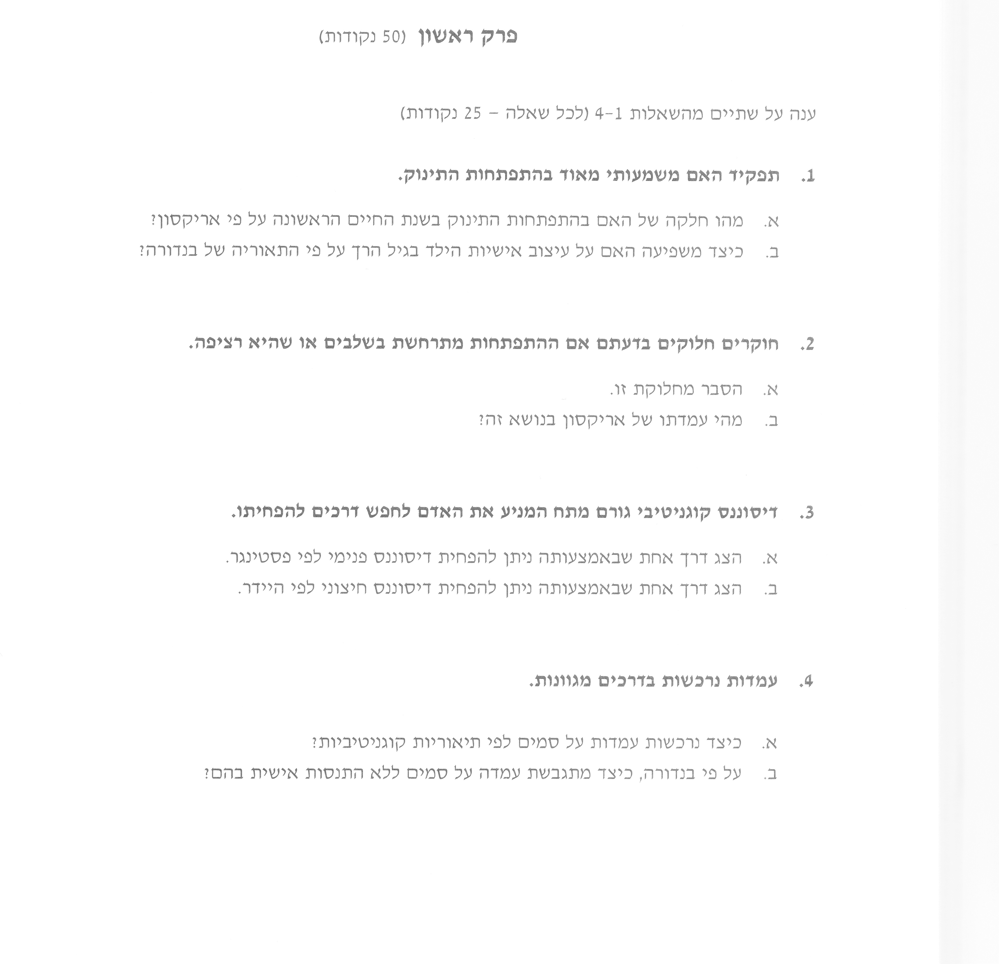 פרק ראשון (50 נקודות)
ענה על שתיים מהשאלות 4-1 (לכל שאלה – 25 נקודות)
1. תפקיד האם משמעותי מאוד בהתפתחות התינוק.
א. מהו חלקה של האם בהתפתחות התינוק בשנת החיים הראשונה על פי אריקסון?
ב. כיצד משפיעה האם על עיצוב אישיות הילד בגיל הרך על פי התאוריה של בנדורה?
2. חוקרים חלוקים בדעתם אם ההתפתחות מתרחשת בשלבים או שהיא רציפה.
א. הסבר מחלוקת זו.
ב. מהי עמדתו של אריקסון בנושא זה?
3. דיסוננס קוגניטיבי גורם מתח המניע את האדם לחפש דרכים להפחיתו.
א. הצג דרך אחת שבאמצעותה ניתן להפחית דיסוננס פנימי לפי פסטינגר.
ב. הצג דרך אחת שבאמצעותה ניתן להפחית דיסוננס חיצוני לפי היידר.
4. עמדות נרכשות בדרכים מגוונות.
א. כיצד נרכשות עמדות על סמים לפי תיאוריות קוגניטיביות?
ב. על פי בנדורה, כיצד מתגבשת עמדה על סמים ללא התנסות אישית בהם?